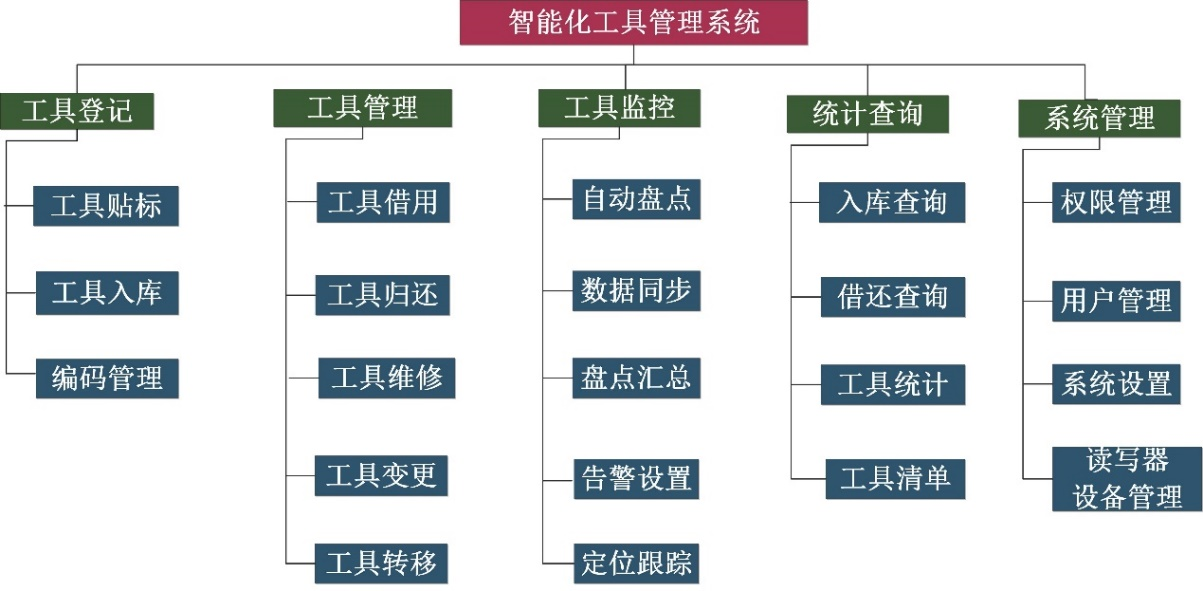 智能化工具管理系统
工具登记
工具贴标
工具入库
编码管理
工具管理
工具借用
工具归还
工具维修
工具变更
工具转移
工具监控
自动盘点
数据同步
盘点汇总
告警设置
定位跟踪
统计查询
入库查询
借还查询
工具统计
工具清单
系统管理
权限管理
用户管理
系统设置
读写器
设备管理